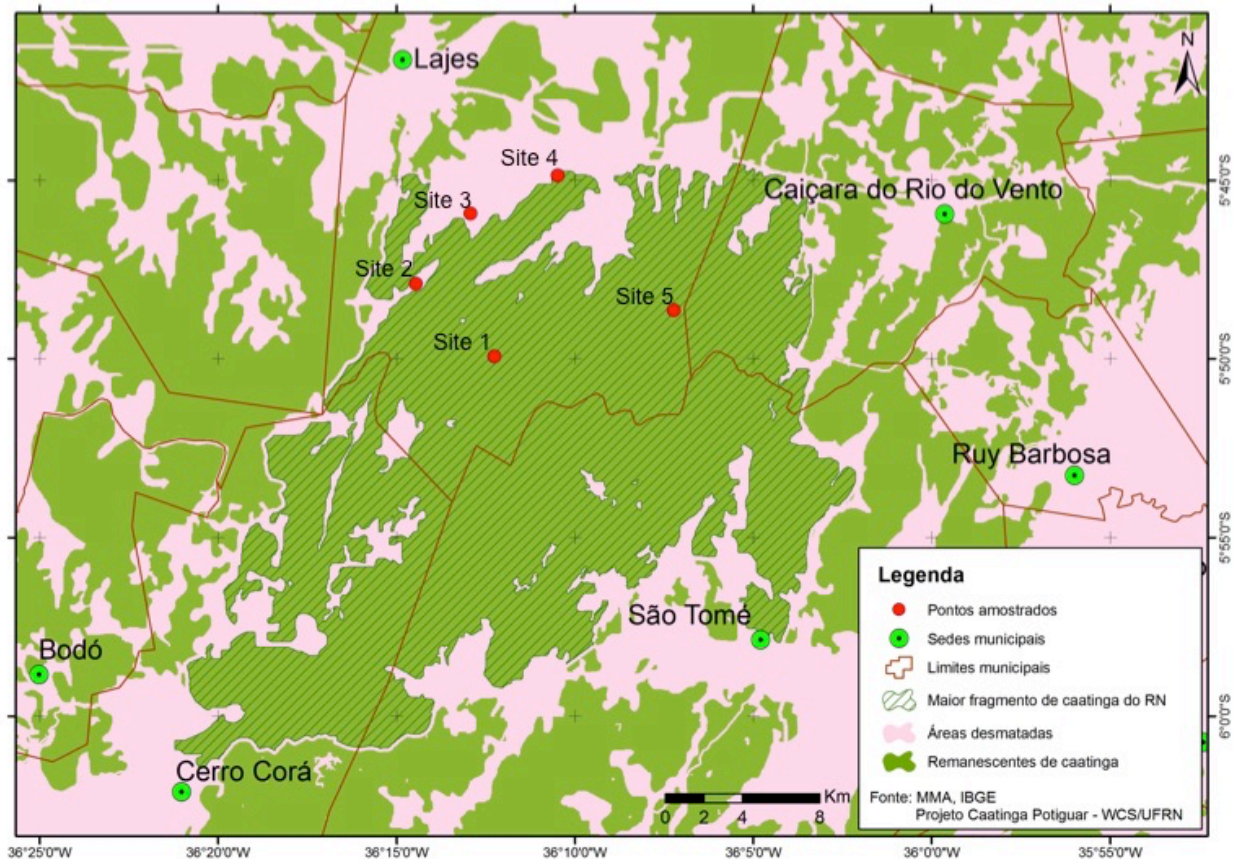 N
Lajes
Site 4
Caiçara do Rio do Vento
Site 3
Site 2
Site 5
Site 1
Ruy Barbosa
São Tomé
Bodó
Cerro Corá
Legenda
Pontos amostrados
Sedes municipais
Limites municipais
Maior fragmento de caatinga do RN
Áreas desmatadas
Remanescentes de caatinga
Fonte: MMA, IBGE
Projeto Caatinga Potiguar - WCS/UFRN
Km
0 2 4 8
5°45'0"S
5°50'0"S
5°55'0"S
6°0'0"S
36°25'0"W 36°20'0"W 36°15'0"W 36°10'0"W 36°5'0"W 36°0'0"W 35°55'0"W